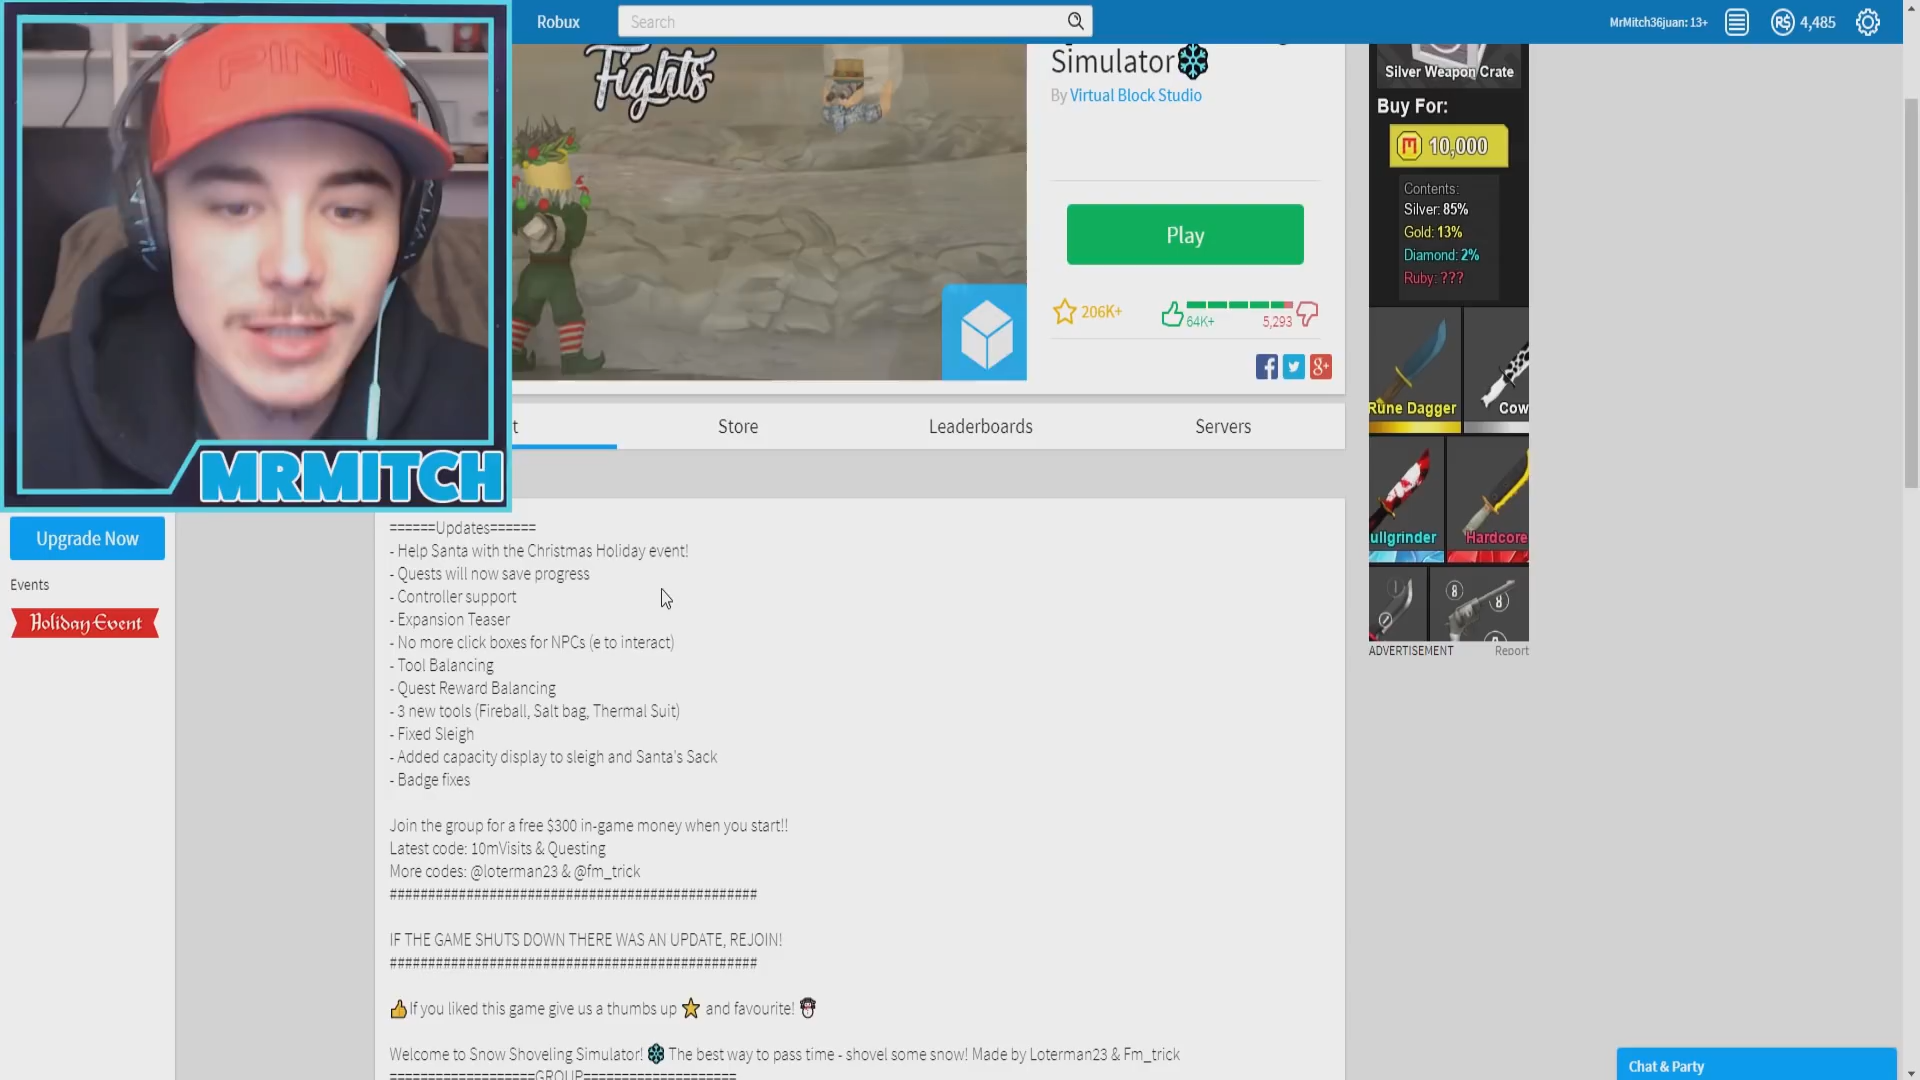 Robux
Search
MrMitch36juan: 13+
R$ 4,485
Fights
Simulator
By Virtual Block Studio
Play
206K+
64K+
5,293
Silver Weapon Crate
Buy For:
10,000
Contents:
Silver: 85%
Gold: 13%
Diamond: 2%
Ruby: ???
Rune Dagger
Cow
ullgrinder
Hardcore
ADVERTISEMENT
Report
PING
MRMITCH
t
Store
Leaderboards
Servers
Upgrade Now
Events
Holiday Event
======Updates======
- Help Santa with the Christmas Holiday event!
- Quests will now save progress
- Controller support
- Expansion Teaser
- No more click boxes for NPCs (e to interact)
- Tool Balancing
- Quest Reward Balancing
- 3 new tools (Fireball, Salt bag, Thermal Suit)
- Fixed Sleigh
- Added capacity display to sleigh and Santa's Sack
- Badge fixes
Join the group for a free $300 in-game money when you start!!
Latest code: 10mVisits & Questing
More codes: @loterman23 & @fm_trick
################################################
IF THE GAME SHUTS DOWN THERE WAS AN UPDATE, REJOIN!
################################################
👍If you liked this game give us a thumbs up ⭐ and favourite! ☃
Welcome to Snow Shoveling Simulator! ❄ The best way to pass time - shovel some snow! Made by Loterman23 & Fm_trick
===================GROUP====================
Chat & Party